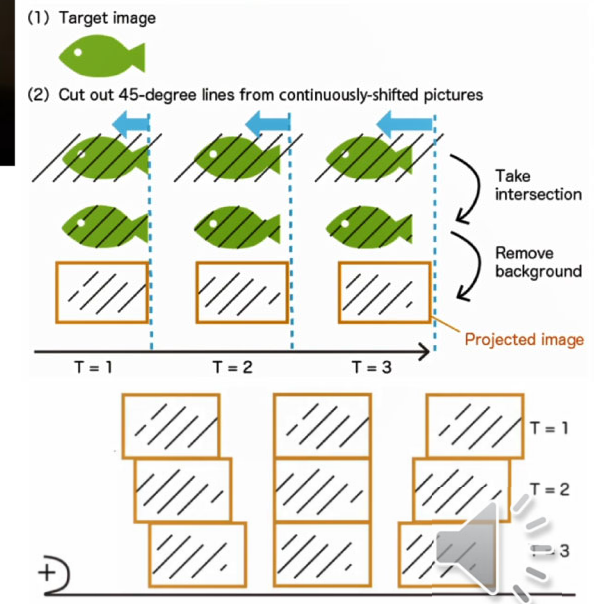 (1) Target image
(2) Cut out 45-degree lines from continuously-shifted pictures
Take
intersection
Remove
background
Projected image
T = 1
T = 2
T = 3
T = 1
T = 2
3
+